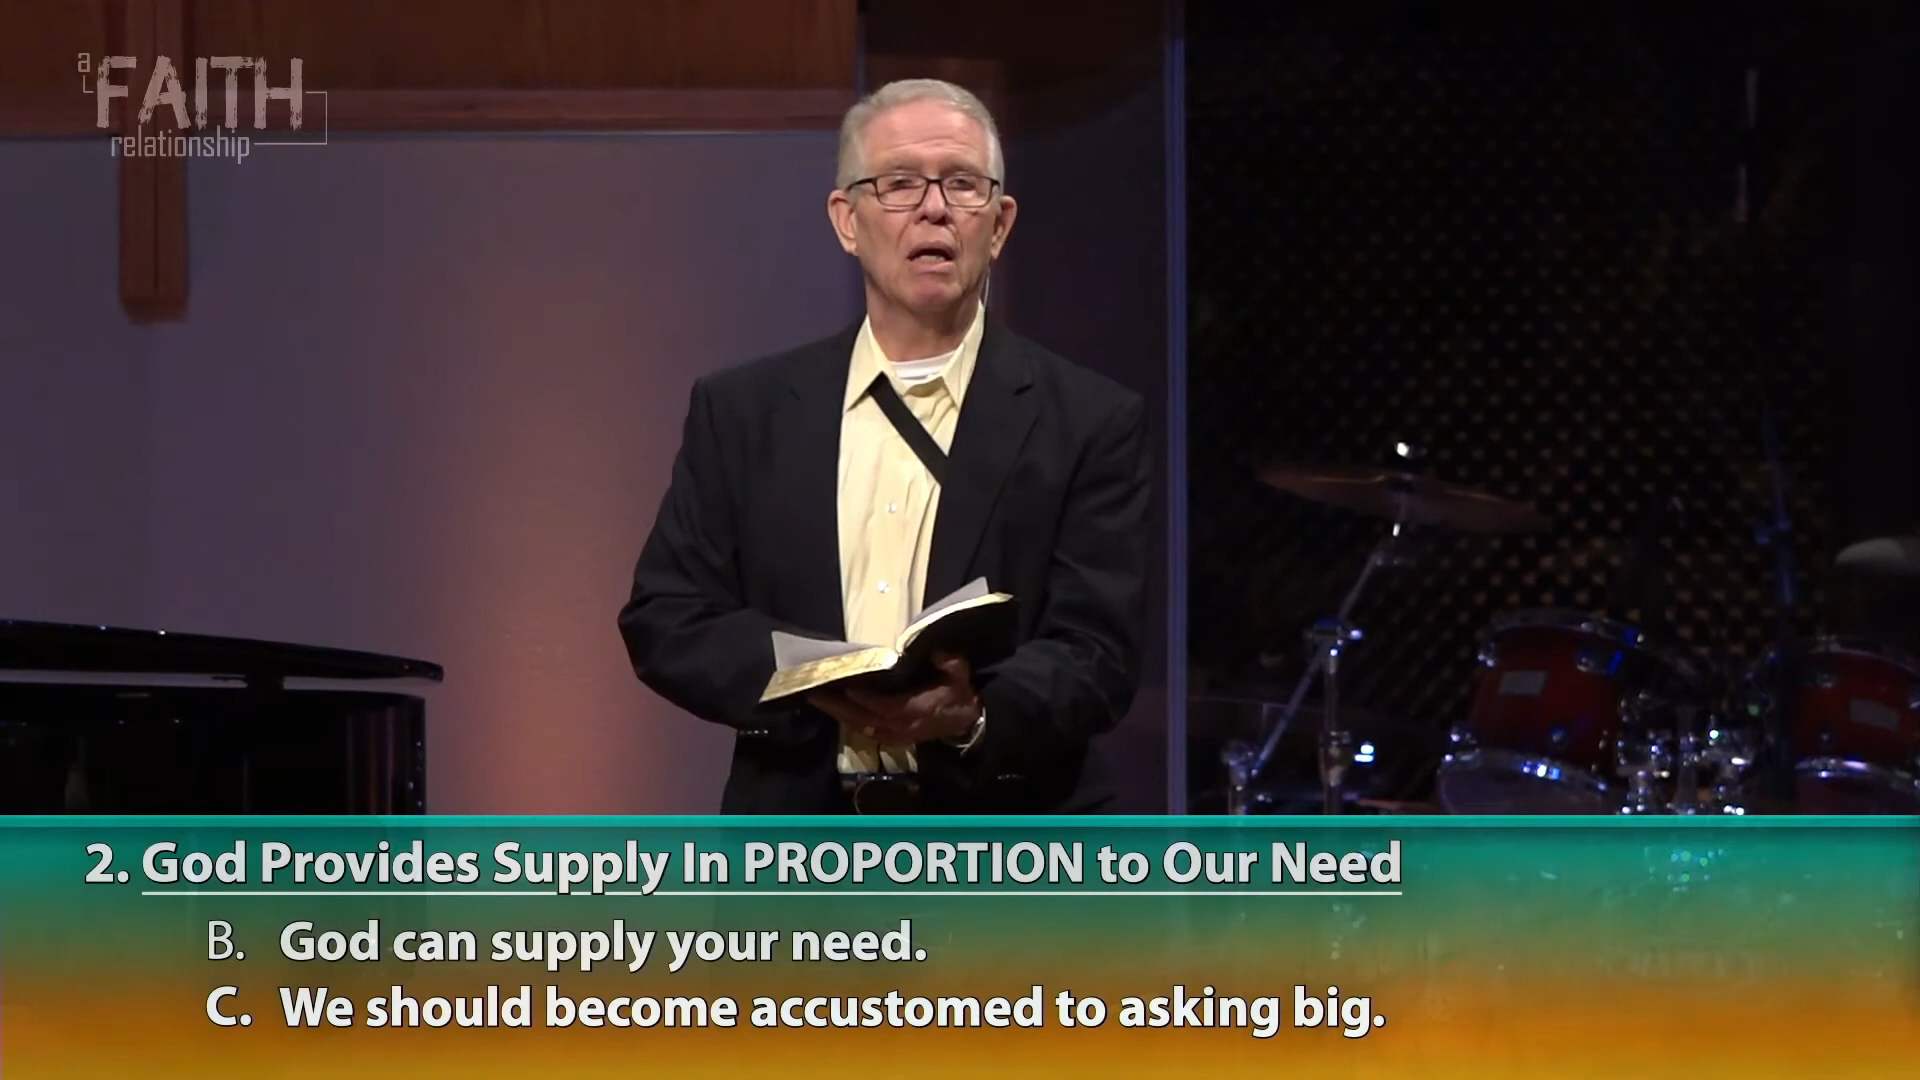 a
FAITH
relationship
2. God Provides Supply In PROPORTION to Our Need
B. God can supply your need.
C. We should become accustomed to asking big.